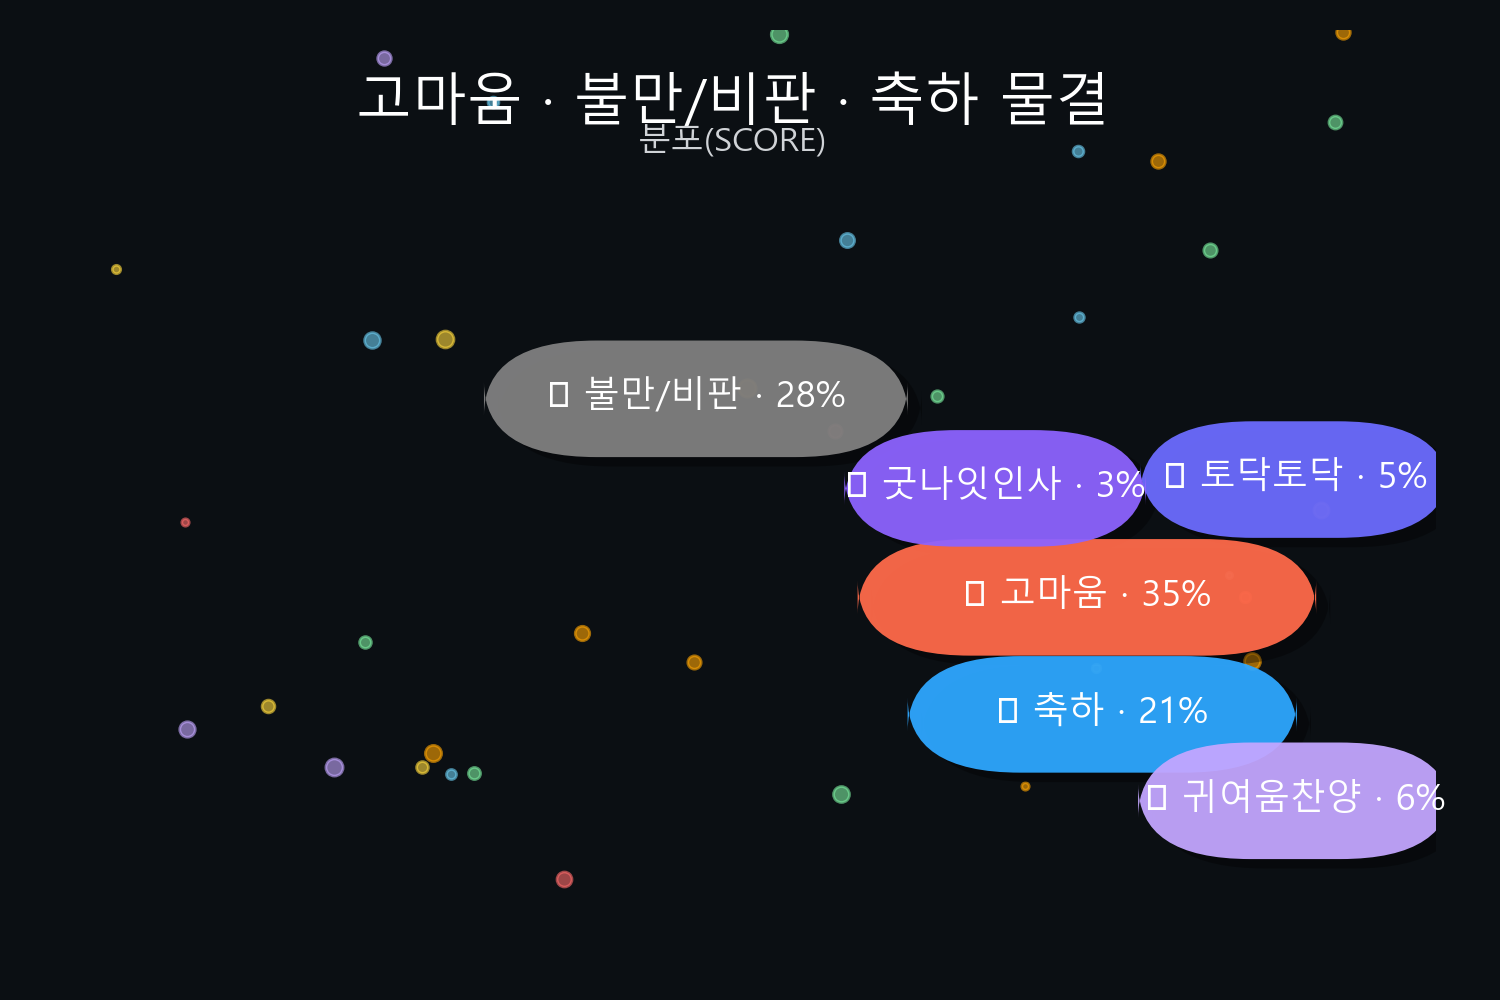 고마움 · 불만/비판 · 축하 물결
분포(SCORE)
불만/비판 · 28%
굿나잇인사 · 3%
토닥토닥 · 5%
고마움 · 35%
축하 · 21%
귀여움찬양 · 6%